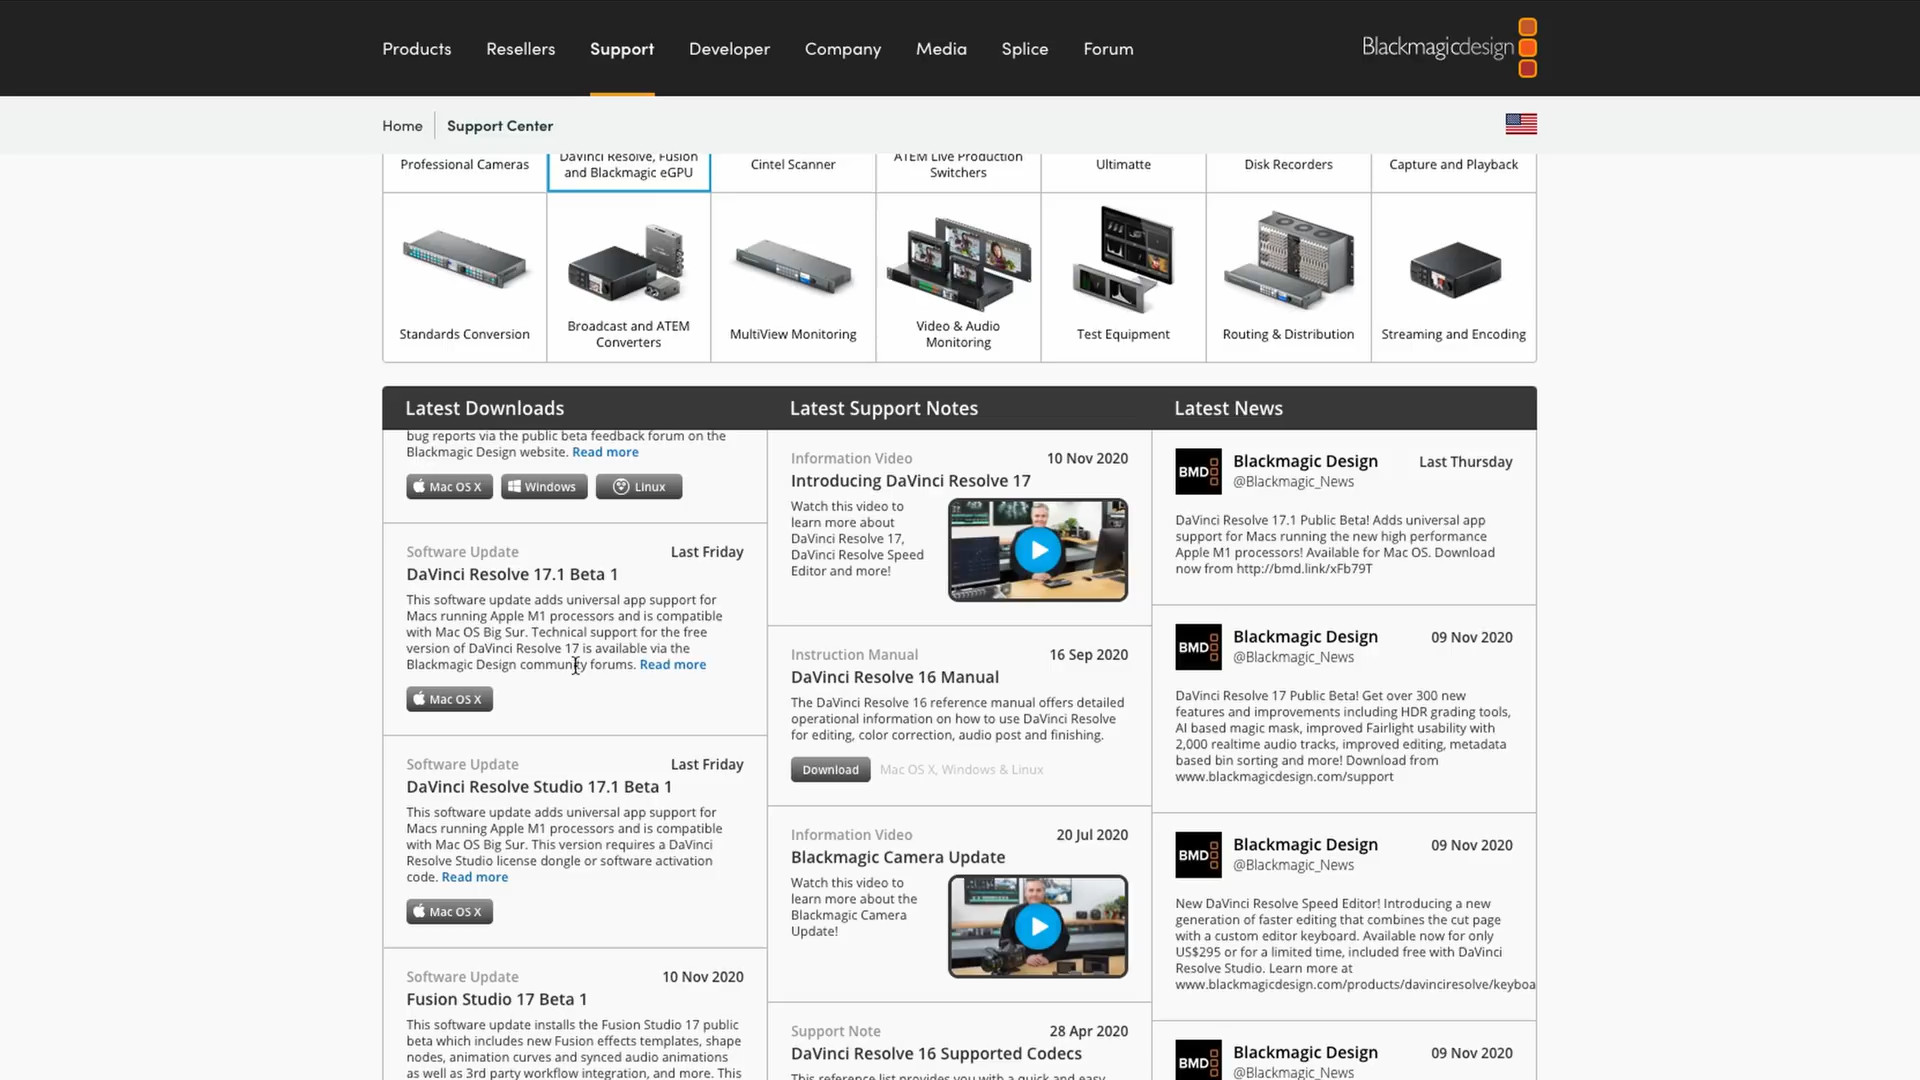 Products Resellers Support Developer Company Media Splice Forum
Blackmagicdesign
Home Support Center
Professional Cameras
DaVinci Resolve, Fusion
and Blackmagic eGPU
Cintel Scanner
ATEM Live Production
Switchers
Ultimatte
Disk Recorders
Capture and Playback
Standards Conversion
Broadcast and ATEM
Converters
MultiView Monitoring
Video & Audio
Monitoring
Test Equipment
Routing & Distribution
Streaming and Encoding
Latest Downloads
bug reports via the public beta feedback forum on the
Blackmagic Design website. Read more
Mac OS X Windows Linux
Software Update Last Friday
DaVinci Resolve 17.1 Beta 1
This software update adds universal app support for
Macs running Apple M1 processors and is compatible
with Mac OS Big Sur. Technical support for the free
version of DaVinci Resolve 17 is available via the
Blackmagic Design community forums. Read more
Mac OS X
Software Update Last Friday
DaVinci Resolve Studio 17.1 Beta 1
This software update adds universal app support for
Macs running Apple M1 processors and is compatible
with Mac OS Big Sur. This version requires a DaVinci
Resolve Studio license dongle or software activation
code. Read more
Mac OS X
Software Update 10 Nov 2020
Fusion Studio 17 Beta 1
This software update installs the Fusion Studio 17 public
beta which includes new Fusion effects templates, shape
nodes, animation curves and synced audio animations
as well as 3rd party workflow integration, and more. This
Latest Support Notes
Information Video 10 Nov 2020
Introducing DaVinci Resolve 17
Watch this video to
learn more about
DaVinci Resolve 17,
DaVinci Resolve Speed
Editor and more!
Instruction Manual 16 Sep 2020
DaVinci Resolve 16 Manual
The DaVinci Resolve 16 reference manual offers detailed
operational information on how to use DaVinci Resolve
for editing, color correction, audio post and finishing.
Download Mac OS X, Windows & Linux
Information Video 20 Jul 2020
Blackmagic Camera Update
Watch this video to
learn more about the
Blackmagic Camera
Update!
Support Note 28 Apr 2020
DaVinci Resolve 16 Supported Codecs
This reference list provides you with a quick and easy
Latest News
BMD Blackmagic Design Last Thursday
@Blackmagic_News
DaVinci Resolve 17.1 Public Beta! Adds universal app
support for Macs running the new high performance
Apple M1 processors! Available for Mac OS. Download
now from http://bmd.link/xFb79T
BMD Blackmagic Design 09 Nov 2020
@Blackmagic_News
DaVinci Resolve 17 Public Beta! Get over 300 new
features and improvements including HDR grading tools,
AI based magic mask, improved Fairlight usability with
2,000 realtime audio tracks, improved editing, metadata
based bin sorting and more! Download from
www.blackmagicdesign.com/support
BMD Blackmagic Design 09 Nov 2020
@Blackmagic_News
New DaVinci Resolve Speed Editor! Introducing a new
generation of faster editing that combines the cut page
with a custom editor keyboard. Available now for only
US$295 or for a limited time, included free with DaVinci
Resolve Studio. Learn more at
www.blackmagicdesign.com/products/davinciresolve/keyboa
BMD Blackmagic Design 09 Nov 2020
@Blackmagic_News